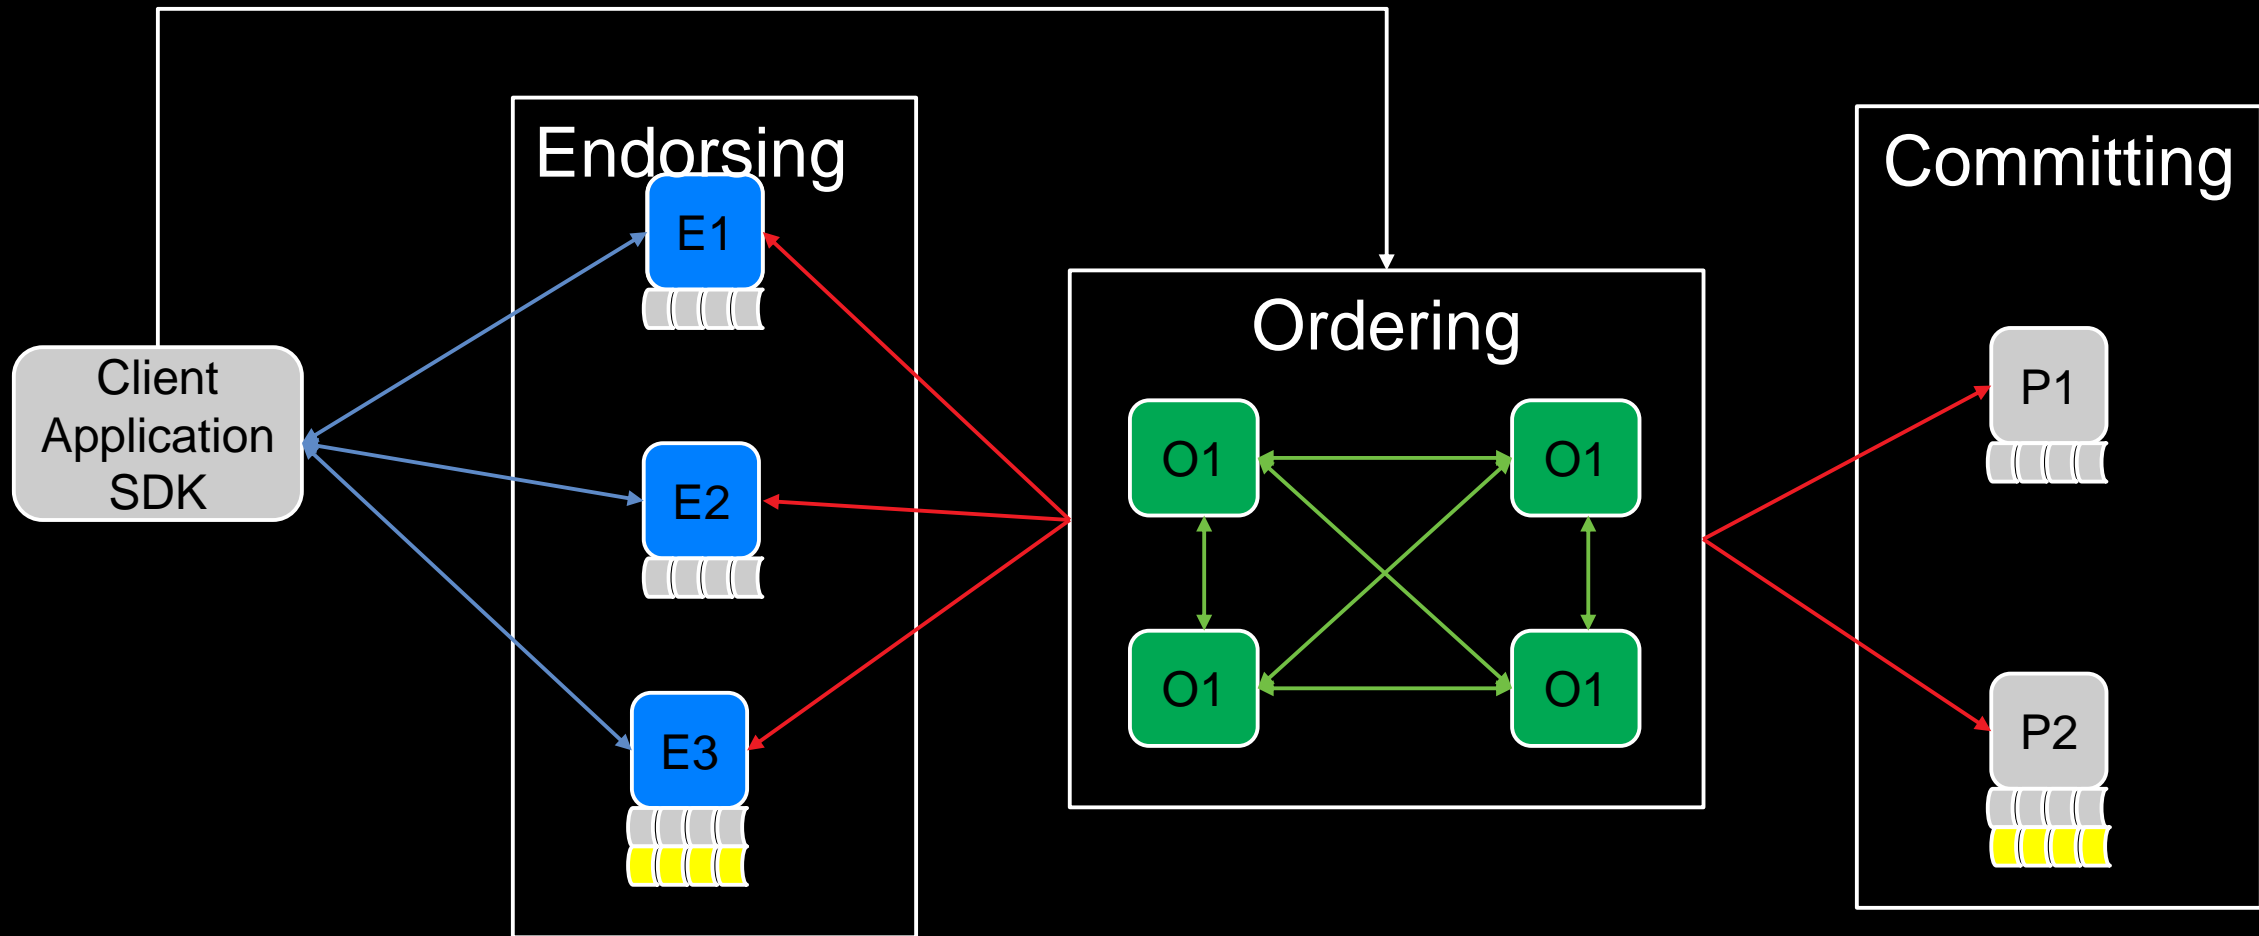 Client
Application
SDK
Endorsing
E1
E2
E3
Ordering
O1
O1
O1
O1
Committing
P1
P2